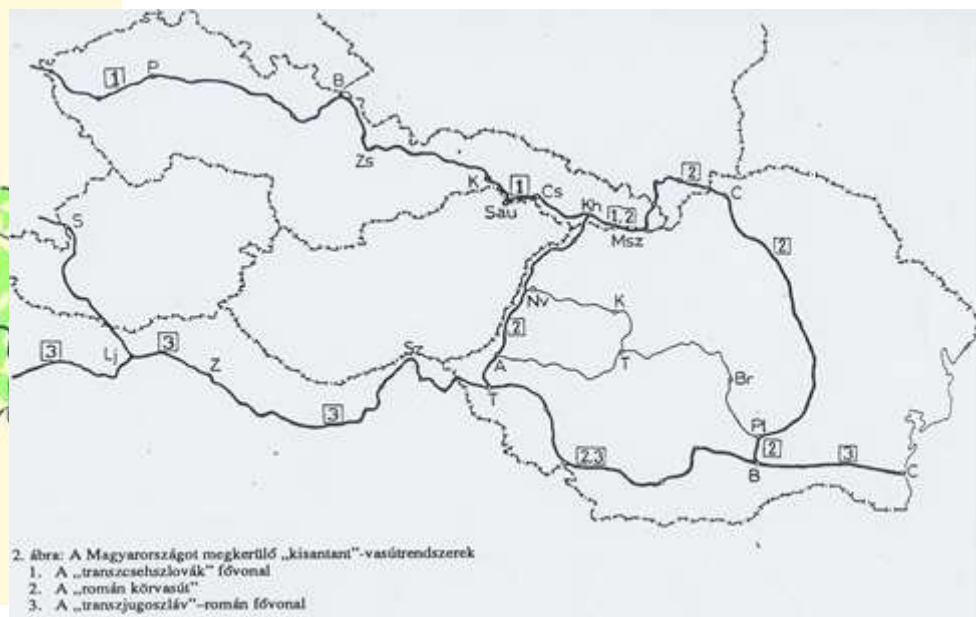 1
P
B
Zs
K
1
Sau
Cs
Kh
1,2
Msz
2
C
S
2
Nv
K
2
3
Lj
3
Z
Sz
A
T
T
Br
3
Pl
2,3
2
B
3
C
2. ábra: A Magyarországot megkerülő „kisantant”-vasútrendszerek
1. A „transzcsehszlovák” fővonal
2. A „román körvasút”
3. A „transzjugoszláv”–román fővonal